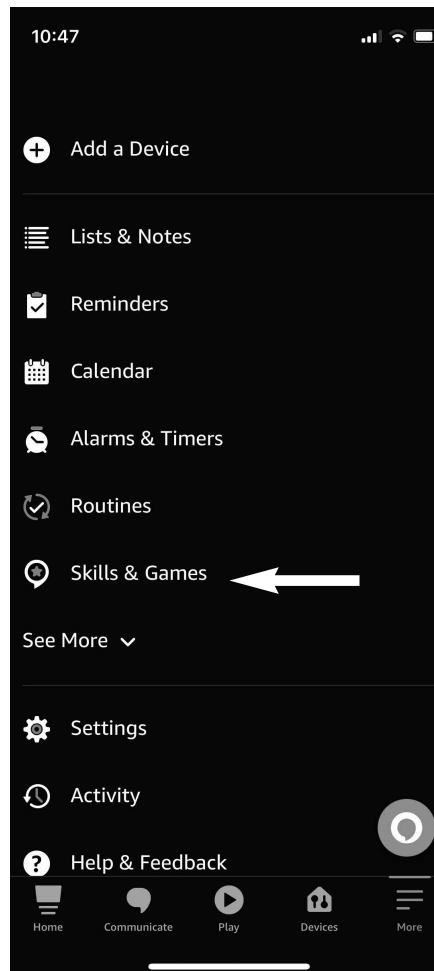 10:47
Add a Device
Lists & Notes
Reminders
Calendar
Alarms & Timers
Routines
Skills & Games
See More
Settings
Activity
Help & Feedback
Home Communicate Play Devices More